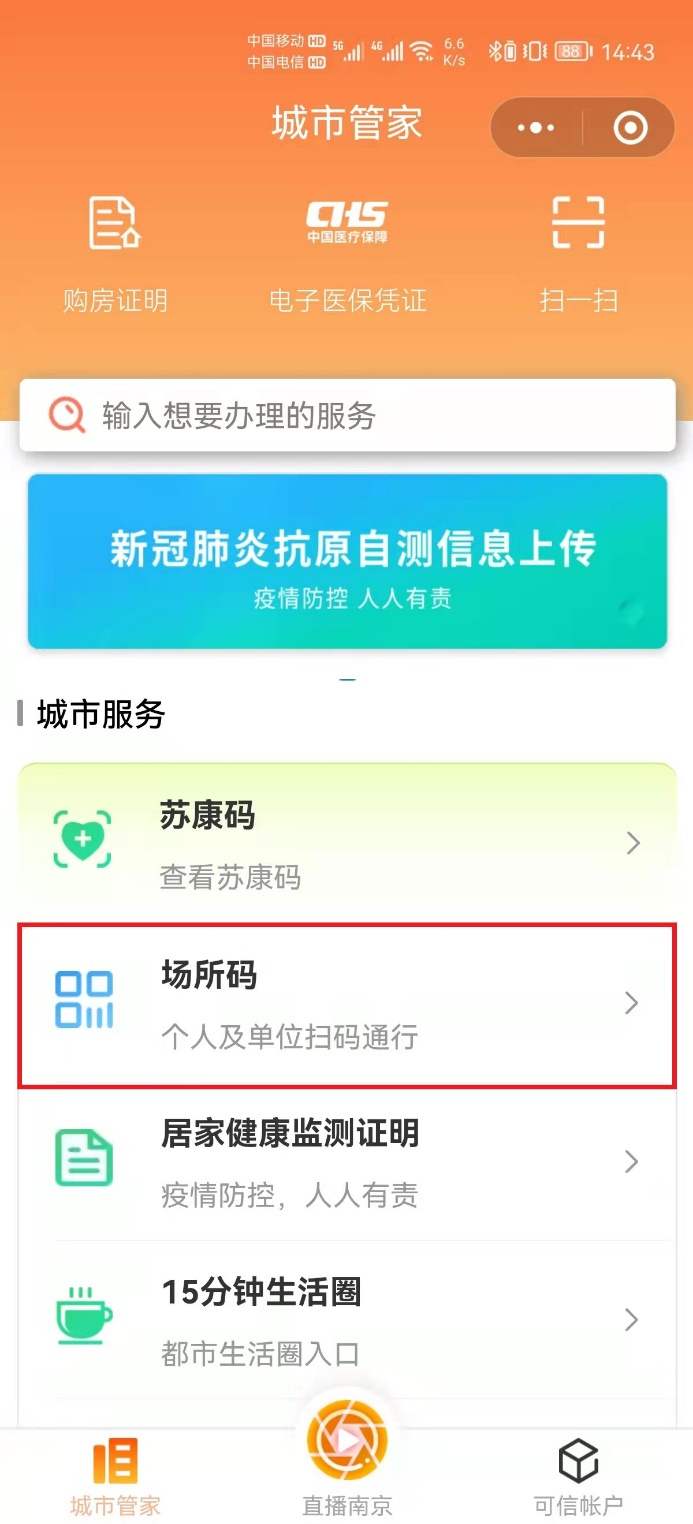 中国移动 HD 5G 4G 6.6 88 14:43
中国电信 HD K/s
城市管家
CHS
中国医疗保障
购房证明 电子医保凭证 扫一扫
输入想要办理的服务
新冠肺炎抗原自测信息上传
疫情防控 人人有责
城市服务
苏康码
查看苏康码
场所码
个人及单位扫码通行
居家健康监测证明
疫情防控，人人有责
15分钟生活圈
都市生活圈入口
城市管家 直播南京 可信帐户